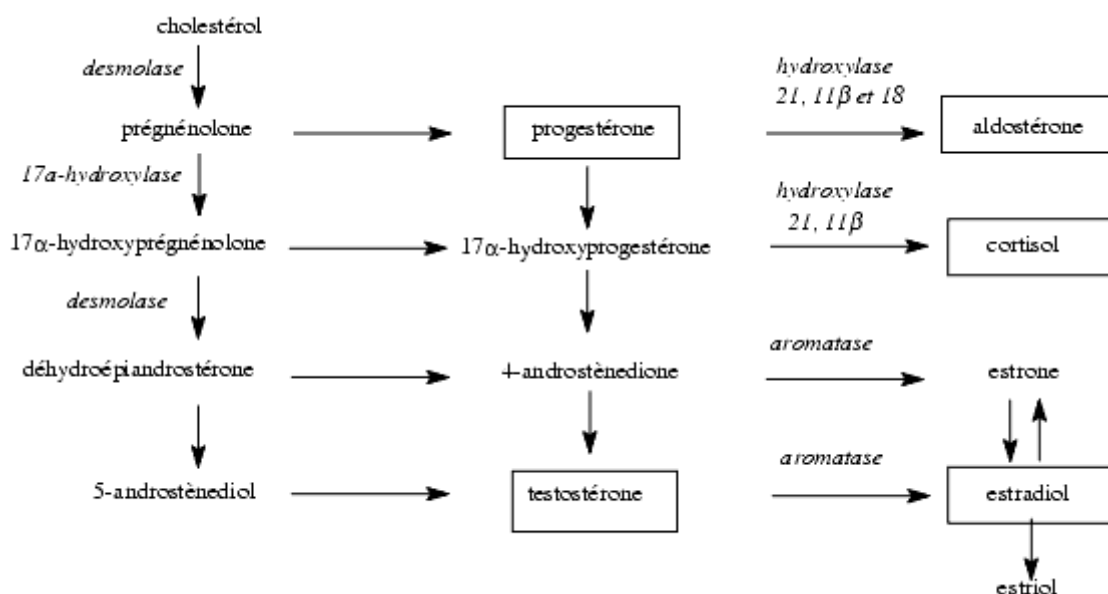 cholestérol
desmolase
hydroxylase
21, 11β et 18
prégnénolone
progestérone
aldostérone
17a-hydroxylase
hydroxylase
21, 11β
17α-hydroxyprégnénolone
17α-hydroxyprogestérone
cortisol
desmolase
aromatase
déhydroépiandrostérone
4-androstènedione
estrone
aromatase
5-androstènediol
testostérone
estradiol
estriol